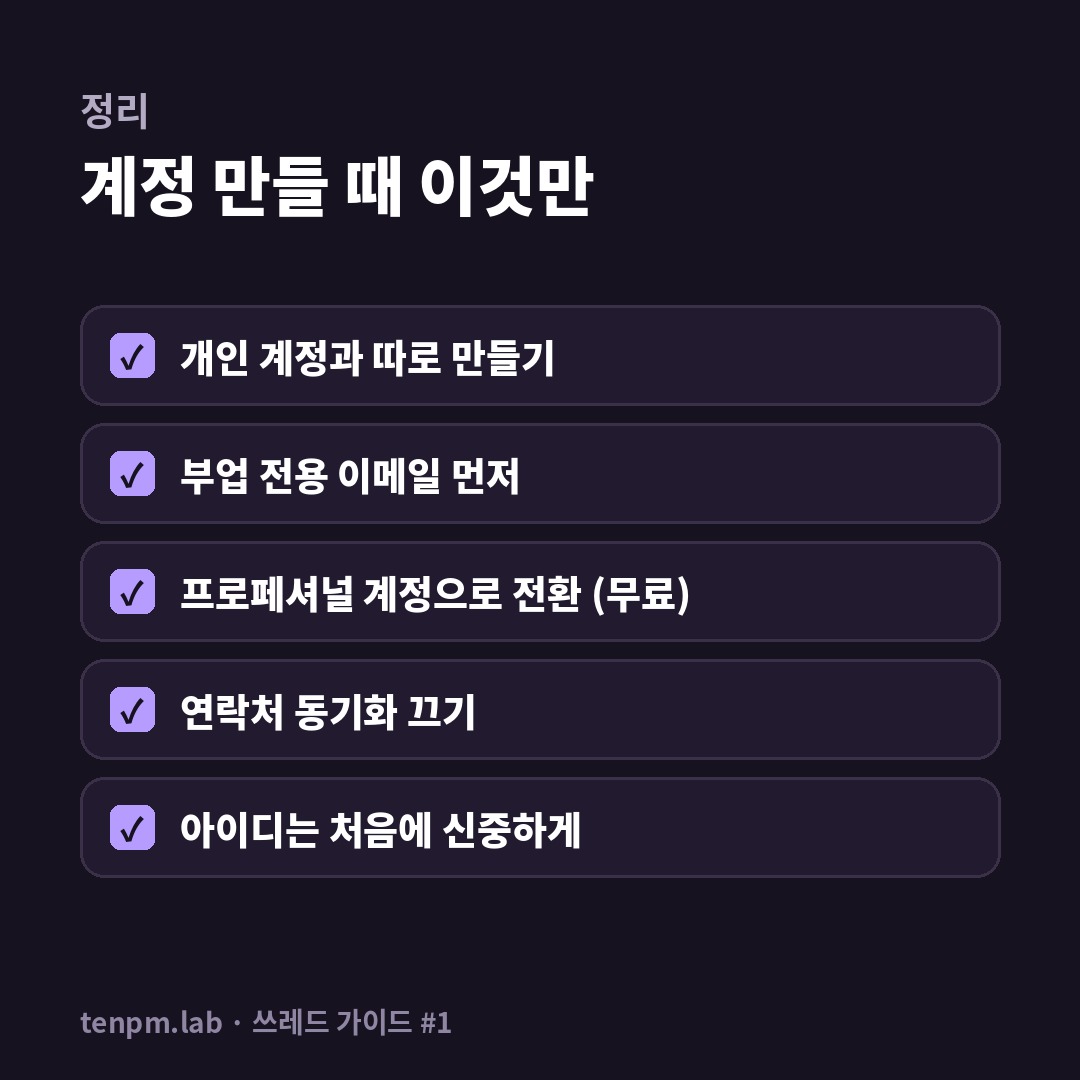 정리
계정 만들 때 이것만
✓ 개인 계정과 따로 만들기
✓ 부업 전용 이메일 먼저
✓ 프로페셔널 계정으로 전환 (무료)
✓ 연락처 동기화 끄기
✓ 아이디는 처음에 신중하게
tenpm.lab · 쓰레드 가이드 #1